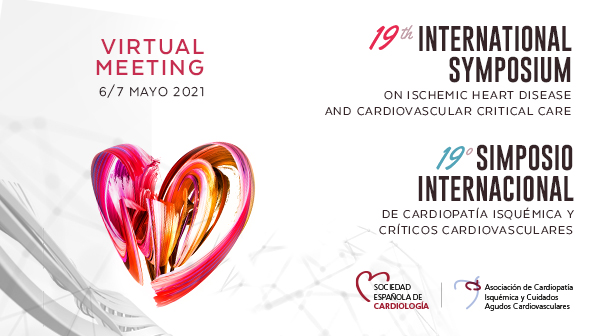 VIRTUAL
MEETING
6/7 MAYO 2021
19th INTERNATIONAL
SYMPOSIUM
ON ISCHEMIC HEART DISEASE
AND CARDIOVASCULAR CRITICAL CARE
19º SIMPOSIO
INTERNACIONAL
DE CARDIOPATÍA ISQUÉMICA Y
CRÍTICOS CARDIOVASCULARES
SOCIEDAD
ESPAÑOLA DE
CARDIOLOGÍA
Asociación de Cardiopatía
Isquémica y Cuidados
Agudos Cardiovasculares